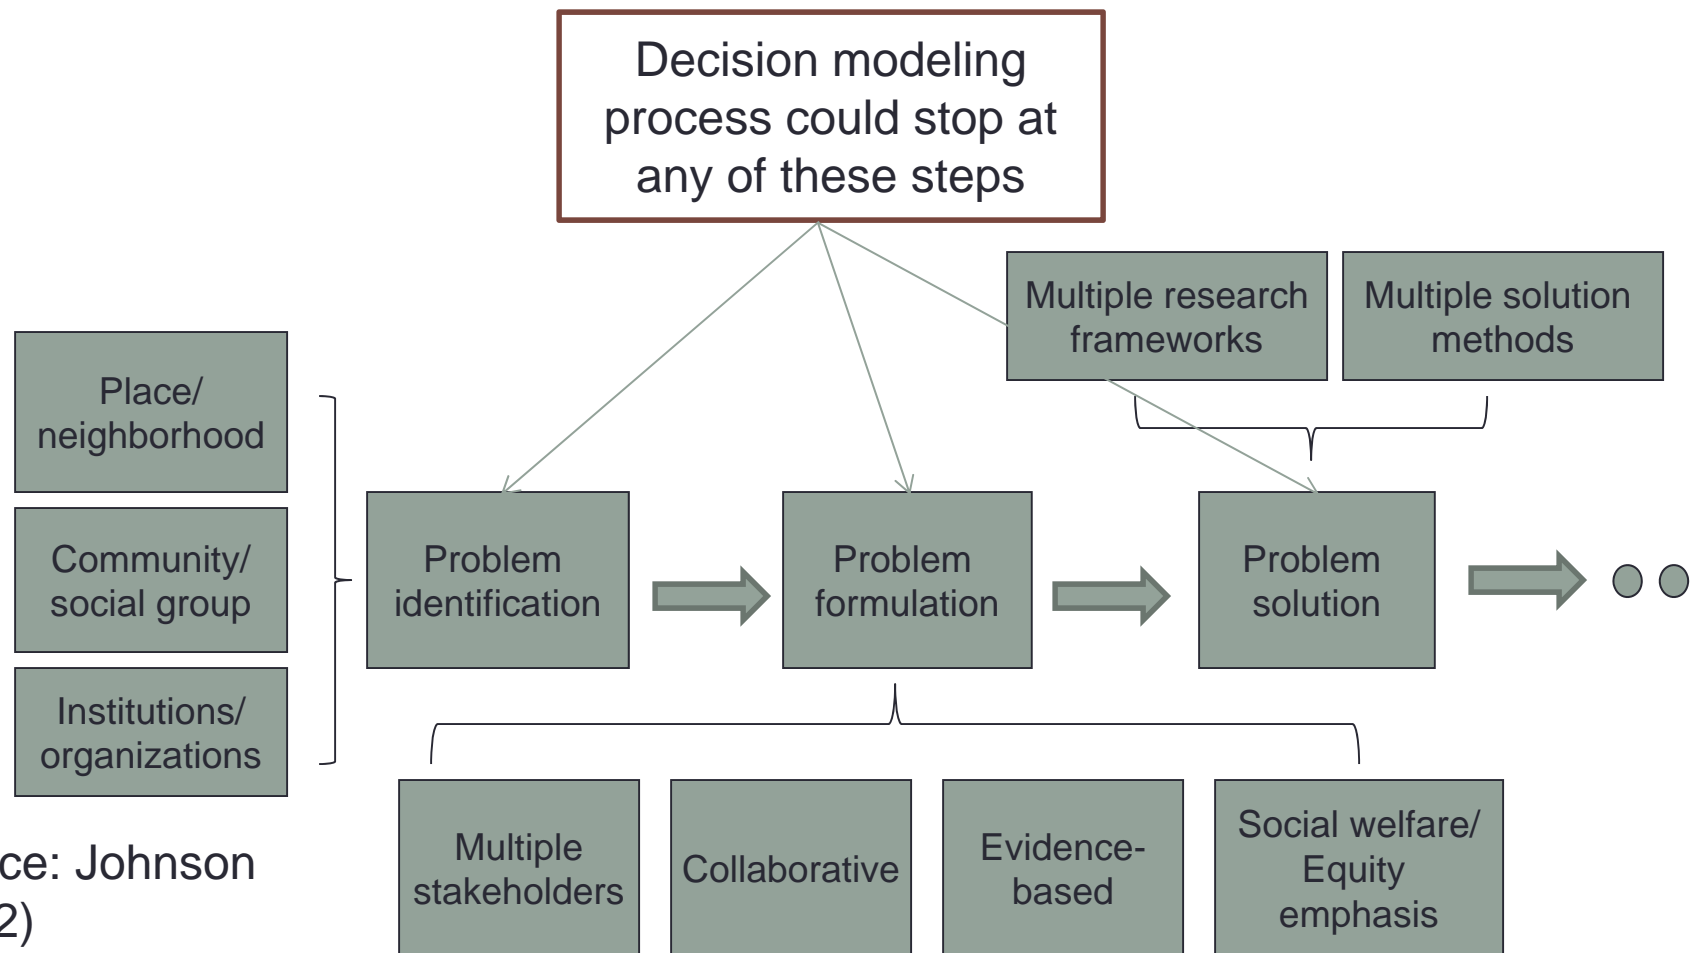 Decision modeling
process could stop at
any of these steps
Multiple research
frameworks
Multiple solution
methods
Place/
neighborhood
Community/
social group
Institutions/
organizations
Problem
identification
Problem
formulation
Problem
solution
Multiple
stakeholders
Collaborative
Evidence-
based
Social welfare/
Equity
emphasis
ce: Johnson
2)